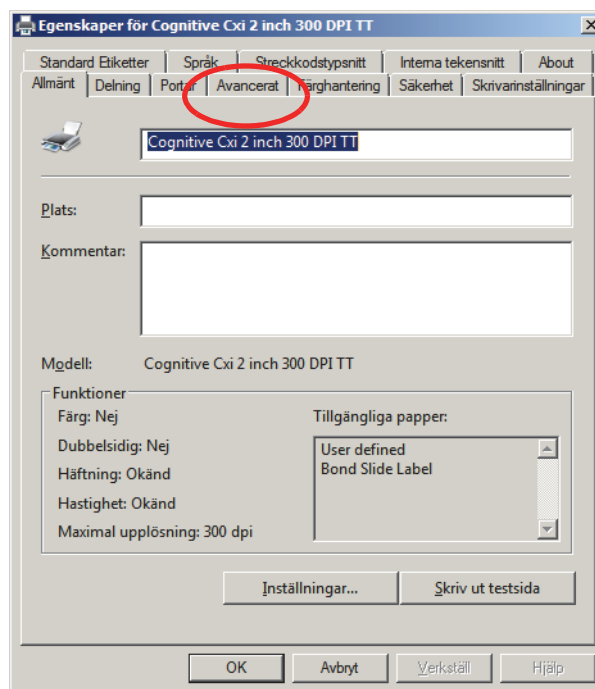 Egenskaper för Cognitive Cxi 2 inch 300 DPI TT
Standard Etiketter Språk Streckkodstypsnitt Interna tekensnitt About
Allmänt Delning Portar Avancerat Färghantering Säkerhet Skrivarinställningar
Cognitive Cxi 2 inch 300 DPI TT
Plats:
Kommentar:
Modell: Cognitive Cxi 2 inch 300 DPI TT
Funktioner
Färg: Nej Tillgängliga papper:
Dubbelsidig: Nej User defined
Häftning: Okänd Bond Slide Label
Hastighet: Okänd
Maximal upplösning: 300 dpi
Inställningar... Skriv ut testsida
OK Avbryt Verkställ Hjälp